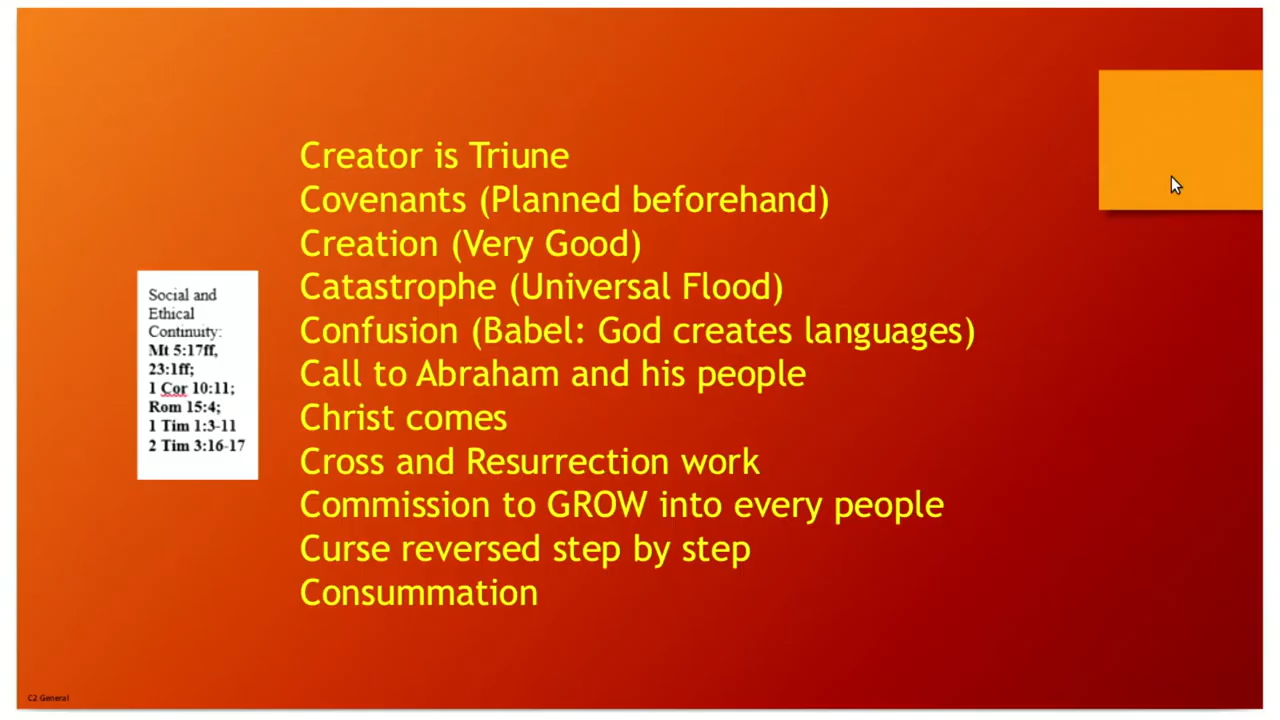 Creator is Triune
Covenants (Planned beforehand)
Creation (Very Good)
Catastrophe (Universal Flood)
Confusion (Babel: God creates languages)
Call to Abraham and his people
Christ comes
Cross and Resurrection work
Commission to GROW into every people
Curse reversed step by step
Consummation
Social and
Ethical
Continuity:
Mt 5:17ff,
23:1ff;
1 Cor 10:11;
Rom 15:4;
1 Tim 1:3-11
2 Tim 3:16-17
C2 General